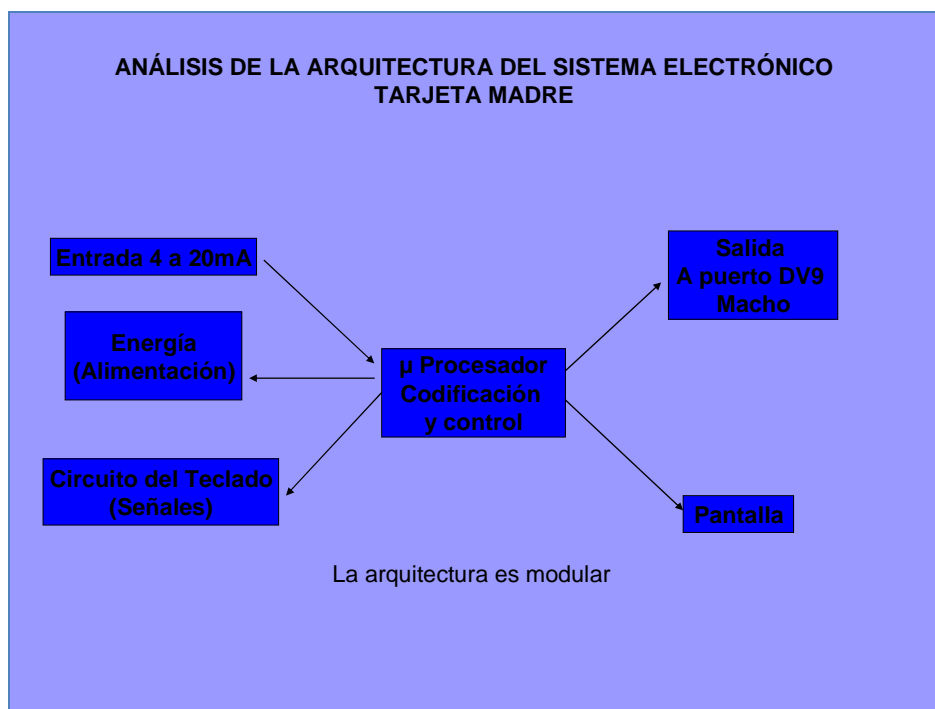 ANÁLISIS DE LA ARQUITECTURA DEL SISTEMA ELECTRÓNICO
TARJETA MADRE
Entrada 4 a 20mA
Energía
(Alimentación)
Circuito del Teclado
(Señales)
µ Procesador
Codificación
y control
Salida
A puerto DV9
Macho
Pantalla
La arquitectura es modular